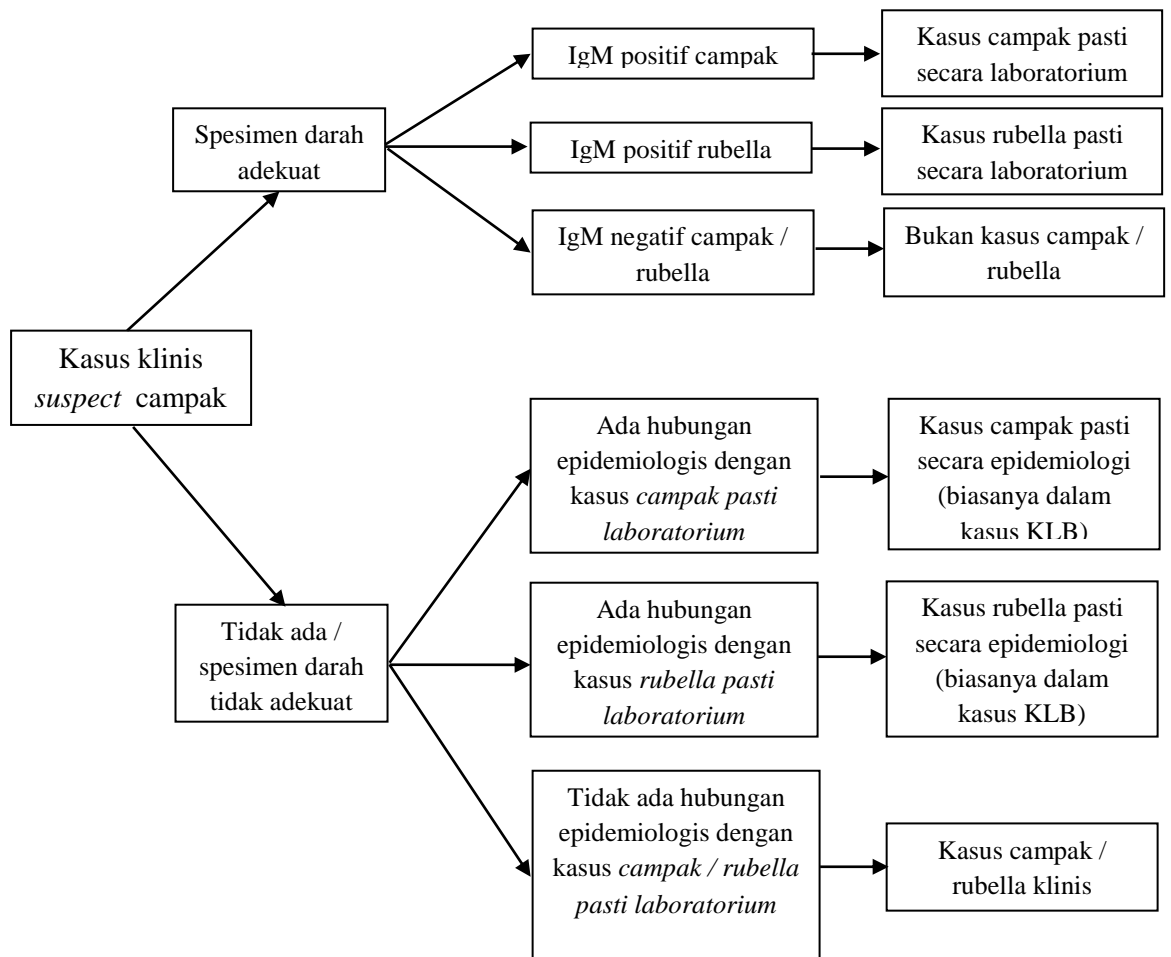 IgM positif campak
Kasus campak pasti
secara laboratorium
Spesimen darah
adekuat
IgM positif rubella
Kasus rubella pasti
secara laboratorium
IgM negatif campak /
rubella
Bukan kasus campak /
rubella
Kasus klinis
suspect campak
Ada hubungan
epidemiologis dengan
kasus campak pasti
laboratorium
Kasus campak pasti
secara epidemiologi
(biasanya dalam
kasus KLB)
Tidak ada /
spesimen darah
tidak adekuat
Ada hubungan
epidemiologis dengan
kasus rubella pasti
laboratorium
Kasus rubella pasti
secara epidemiologi
(biasanya dalam
kasus KLB)
Tidak ada hubungan
epidemiologis dengan
kasus campak / rubella
pasti laboratorium
Kasus campak /
rubella klinis